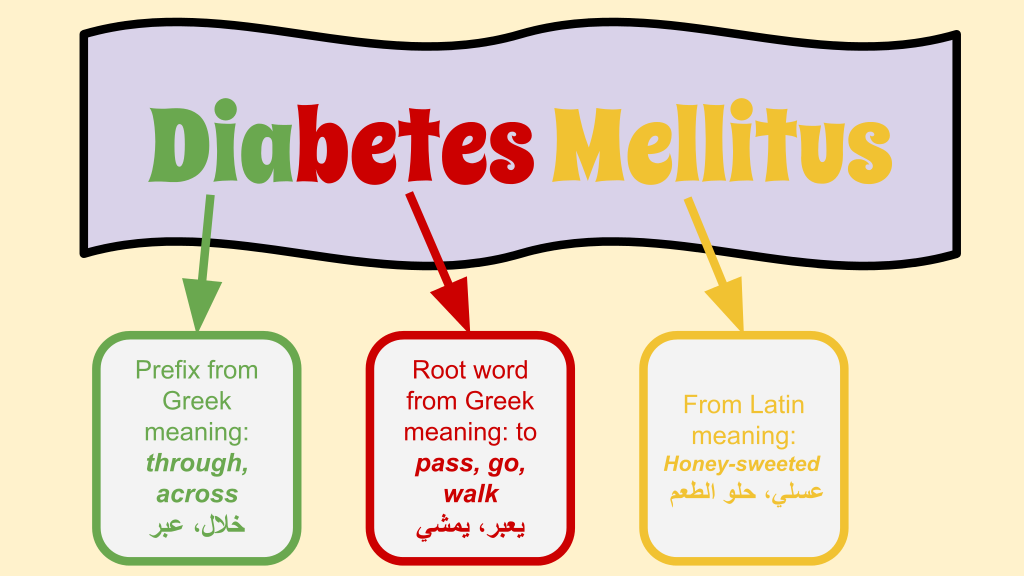 Diabetes Mellitus
Prefix from
Greek
meaning:
through,
across
خلال، عبر
Root word
from Greek
meaning: to
pass, go,
walk
يعبر، يمشي
From Latin
meaning:
Honey-sweeted
عسلي، حلو الطعم